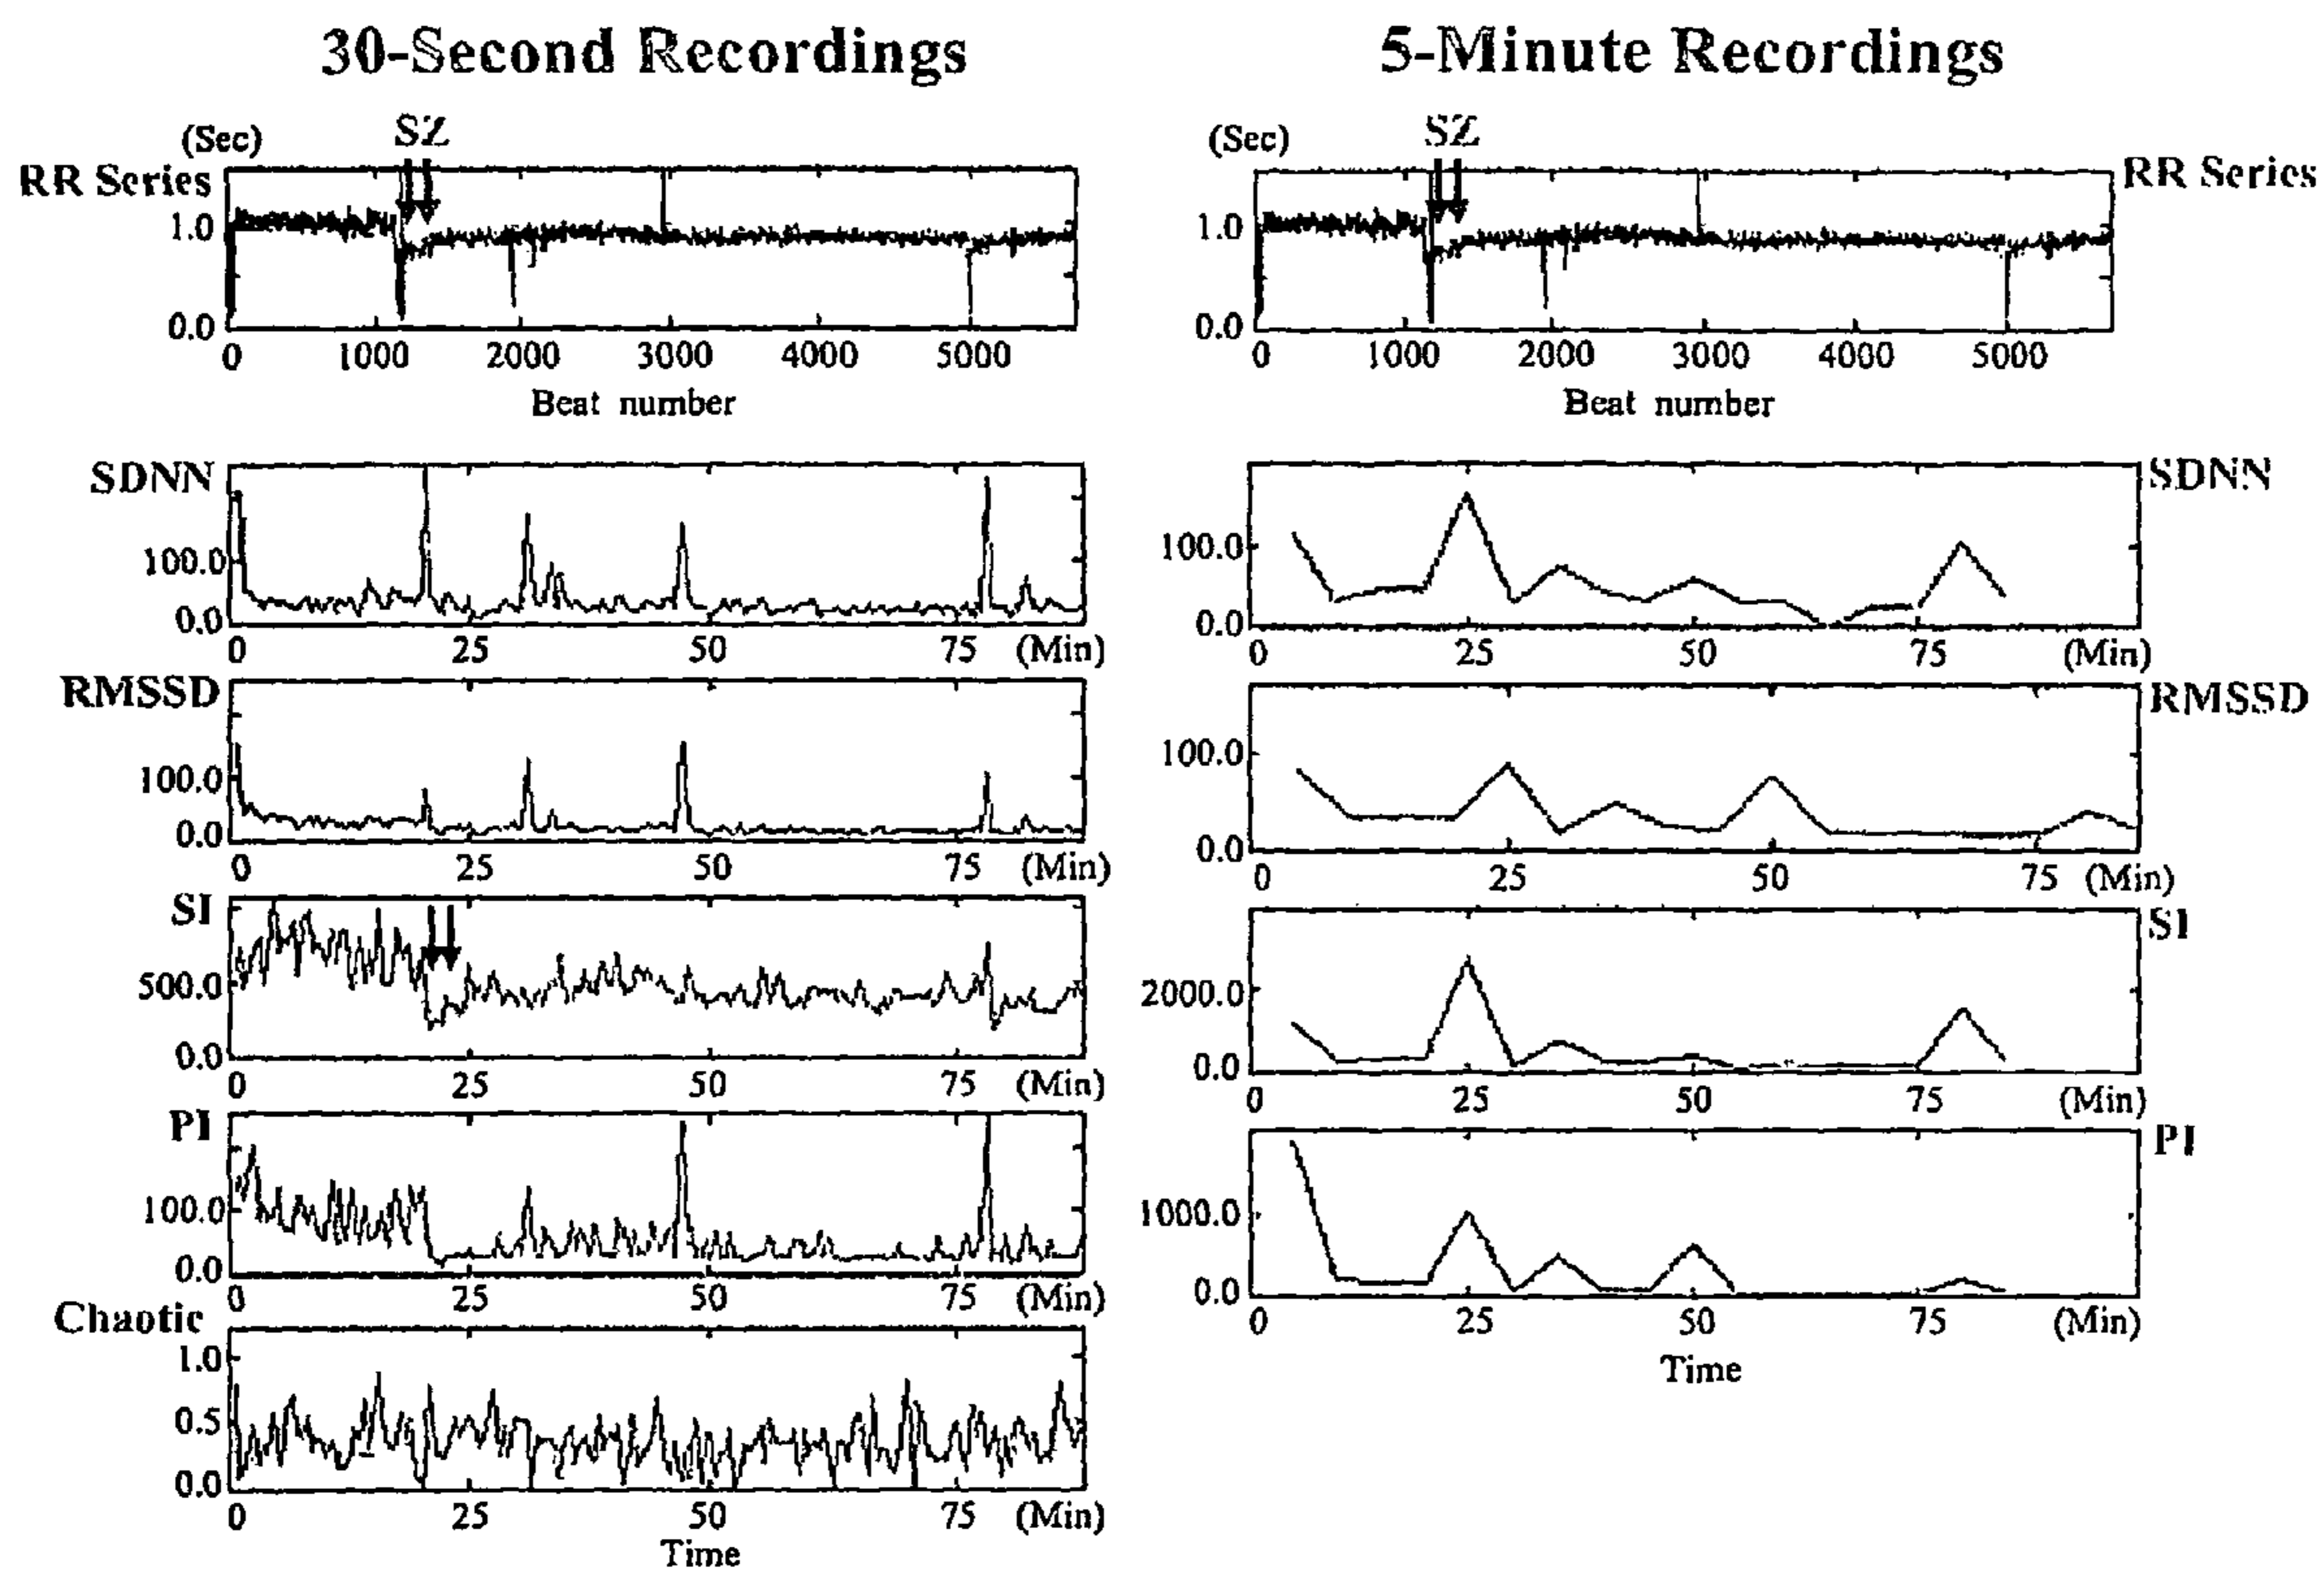 30-Second Recordings
(Sec)
SZ
RR Series
1.0
0.0
0 1000 2000 3000 4000 5000
Beat number
SDNN
100.0
0.0
0 25 50 75 (Min)
RMSSD
100.0
0.0
0 25 50 75 (Min)
SI
500.0
0.0
0 25 50 75 (Min)
PI
100.0
0.0
0 25 50 75 (Min)
Chaotic
1.0
0.5
0.0
0 25 50 75 (Min)
Time
5-Minute Recordings
(Sec)
SZ
RR Series
1.0
0.0
0 1000 2000 3000 4000 5000
Beat number
SDNN
100.0
0.0
0 25 50 75 (Min)
RMSSD
100.0
0.0
0 25 50 75 (Min)
SI
2000.0
0.0
0 25 50 75 (Min)
PI
1000.0
0.0
0 25 50 75 (Min)
Time